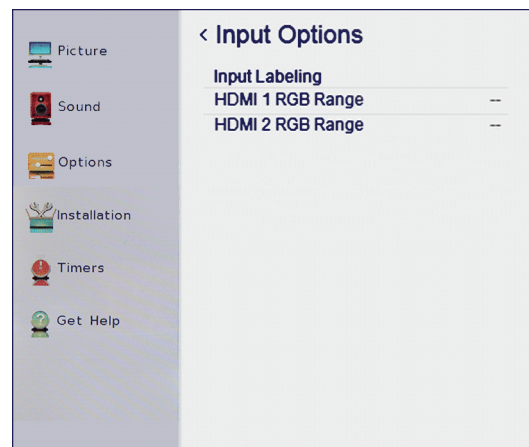 Picture
Sound
Options
Installation
Timers
Get Help
< Input Options
Input Labeling
HDMI 1 RGB Range --
HDMI 2 RGB Range --